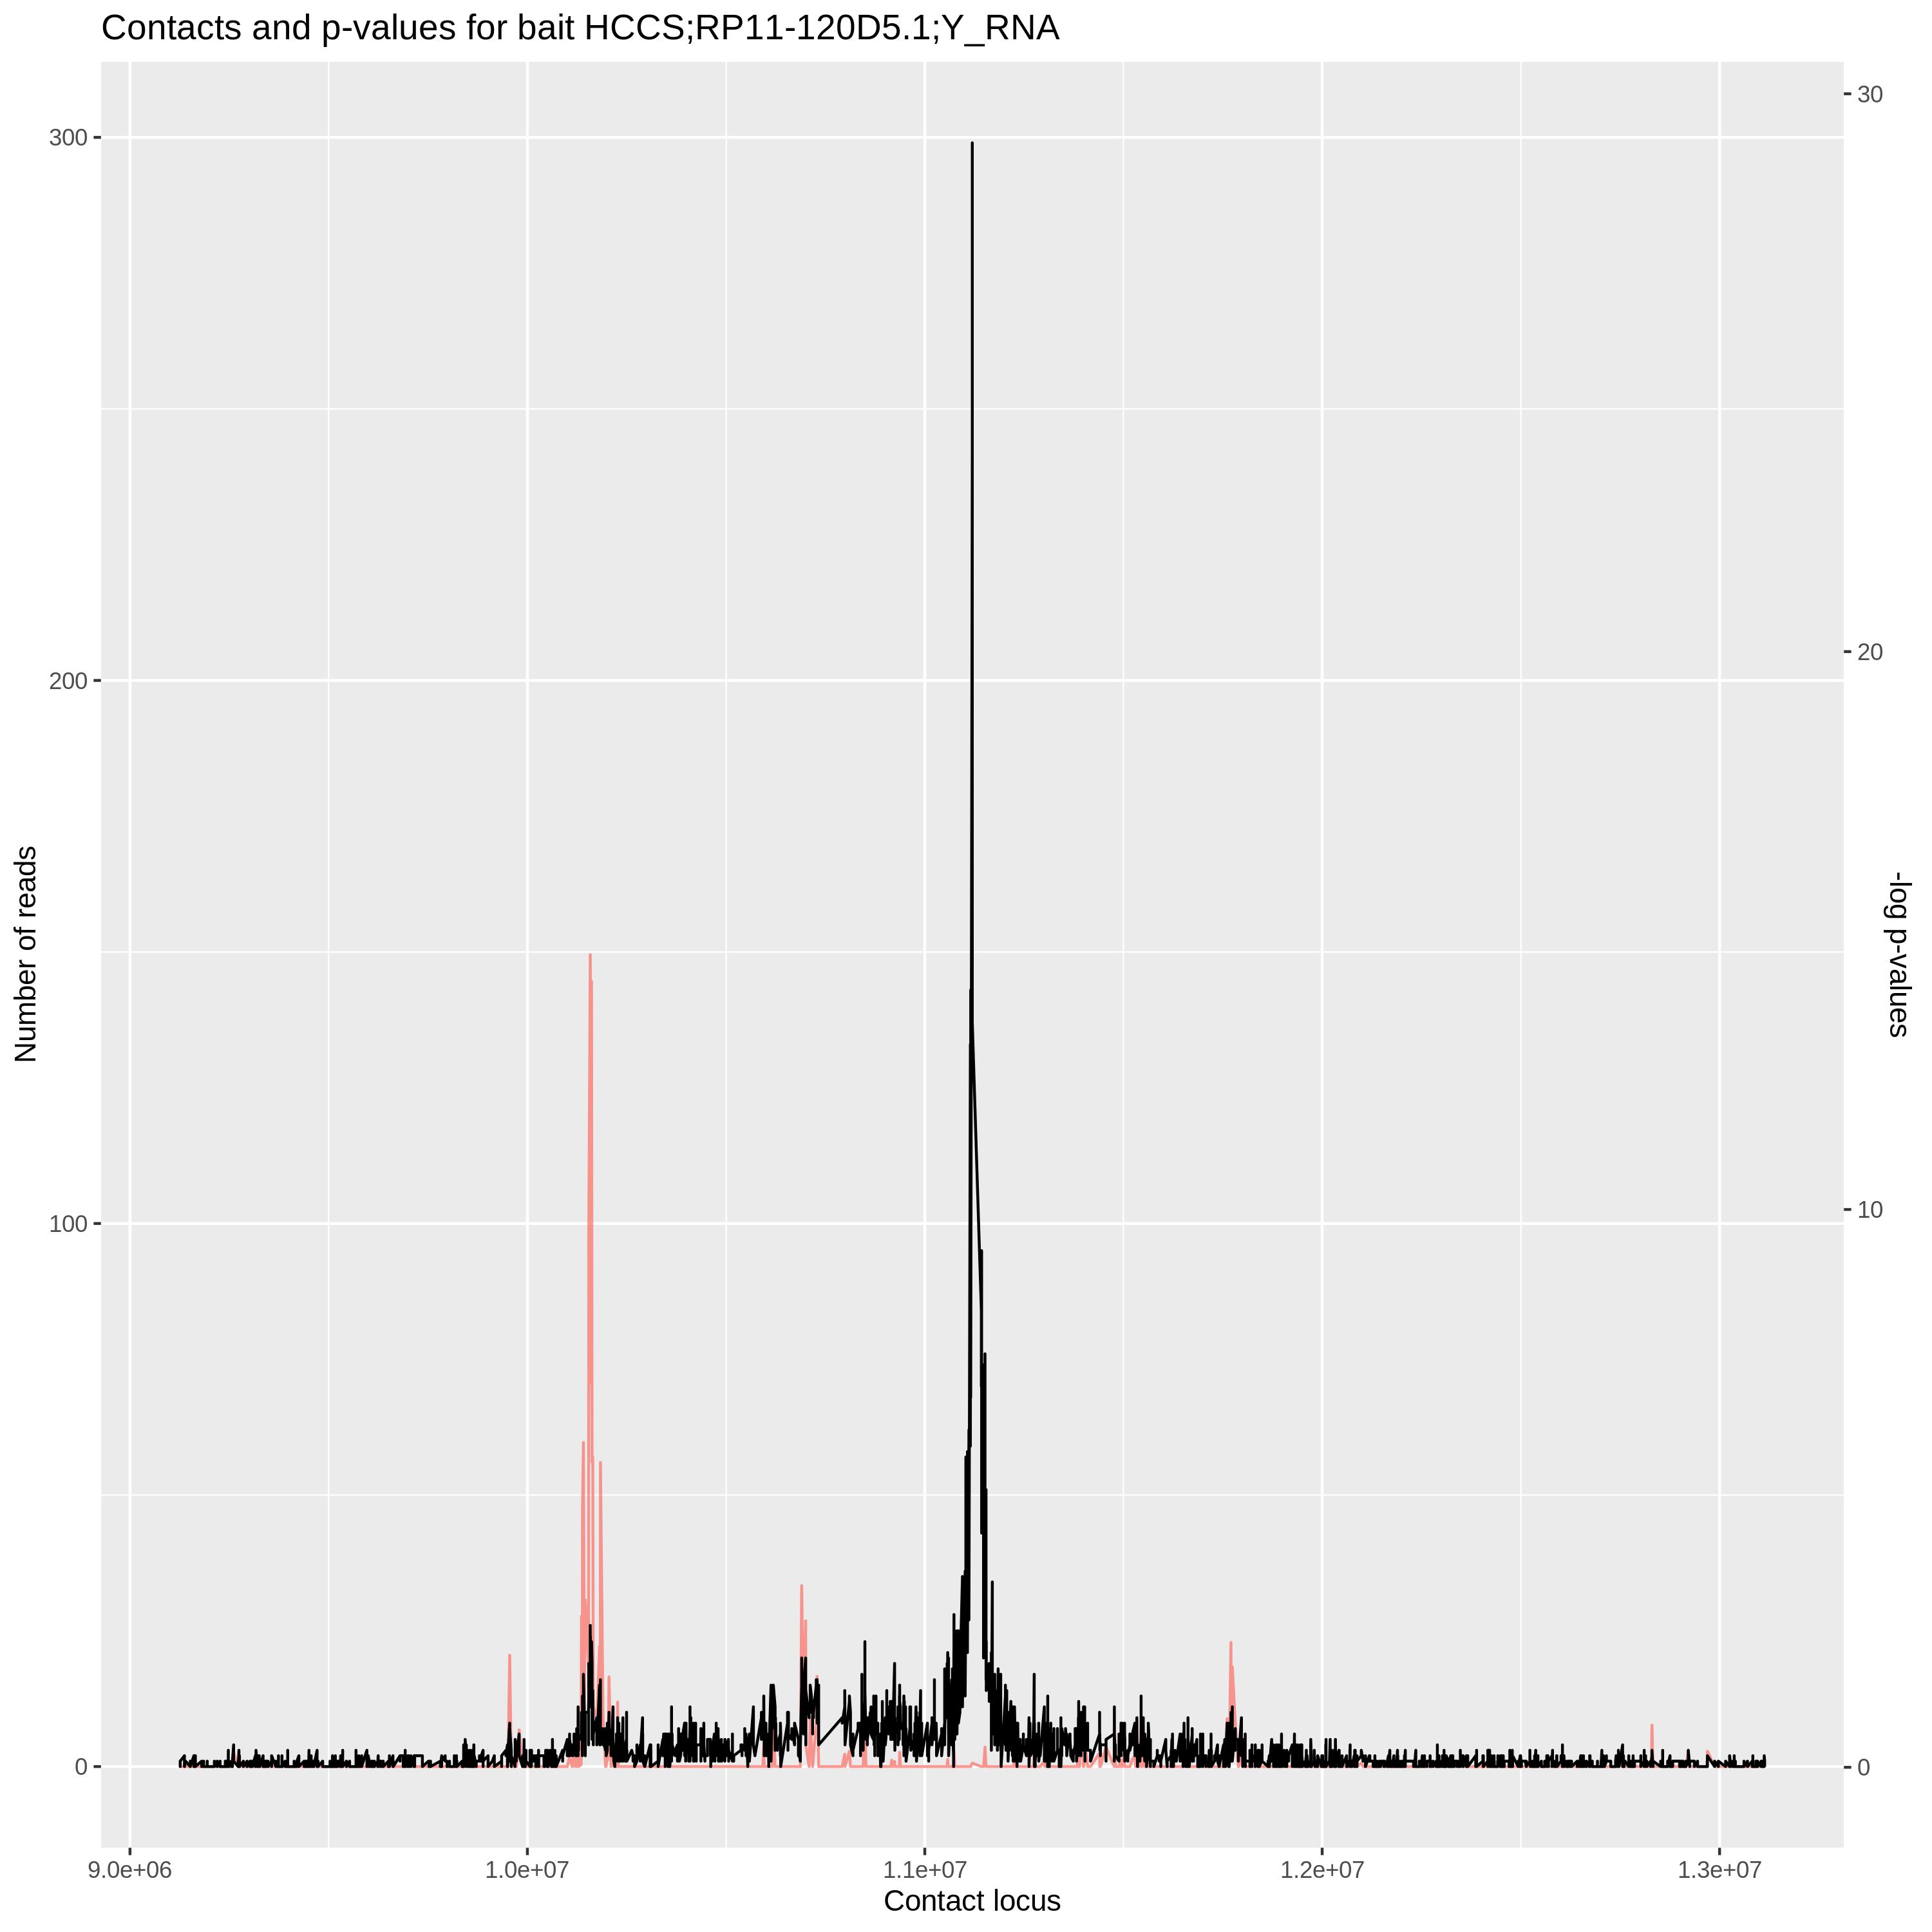 Contacts and p-values for bait HCCS;RP11-120D5.1;Y_RNA
300
200
100
0
Number of reads
30
20
10
0
-log p-values
9.0e+06
1.0e+07
1.1e+07
1.2e+07
1.3e+07
Contact locus